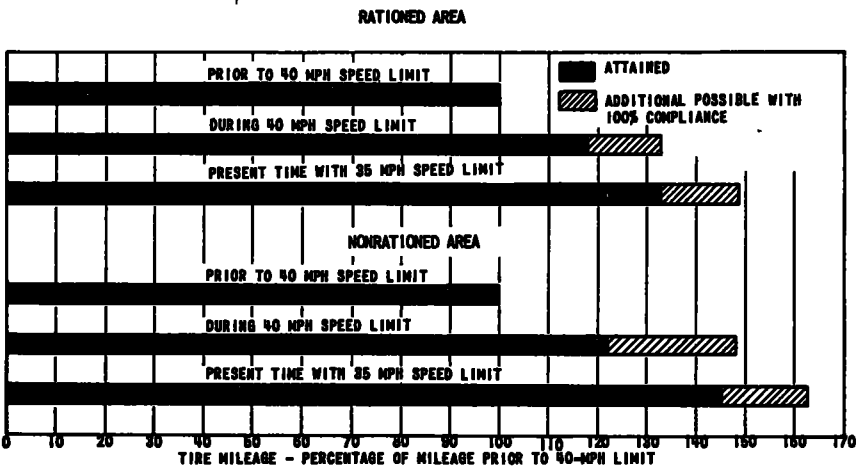 RATIONED AREA
PRIOR TO 40 MPH SPEED LIMIT
ATTAINED
ADDITIONAL POSSIBLE WITH
100% COMPLIANCE
DURING 40 MPH SPEED LIMIT
PRESENT TIME WITH 35 MPH SPEED LIMIT
NONRATIONED AREA
PRIOR TO 40 MPH SPEED LIMIT
DURING 40 MPH SPEED LIMIT
PRESENT TIME WITH 35 MPH SPEED LIMIT
0 10 20 30 40 50 60 70 80 90 100 110 120 130 140 150 160 170
TIRE MILEAGE - PERCENTAGE OF MILEAGE PRIOR TO 40-MPH LIMIT